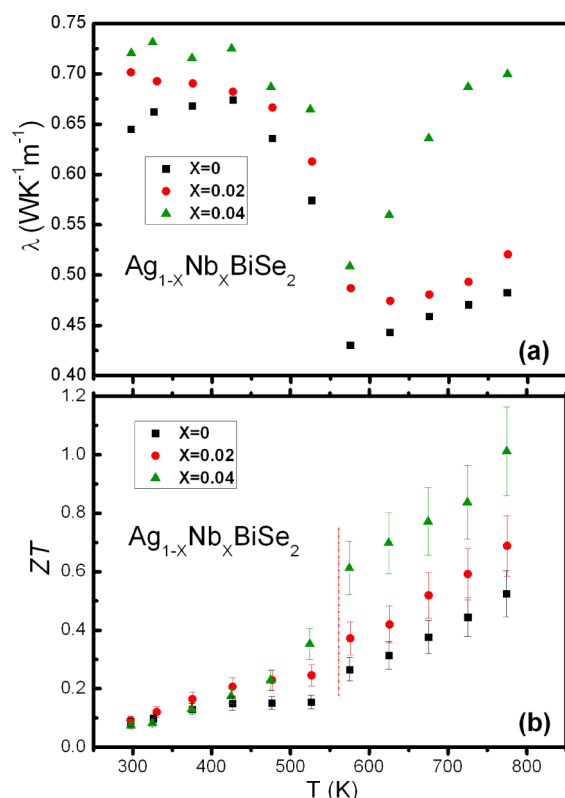 0.75
0.70
0.65
0.60
0.55
0.50
0.45
0.40
λ (WK⁻¹m⁻¹)
X=0
X=0.02
X=0.04
Ag₁₋ₓNbₓBiSe₂
(a)
1.2
1.0
0.8
0.6
0.4
0.2
0.0
ZT
X=0
X=0.02
X=0.04
Ag₁₋ₓNbₓBiSe₂
(b)
300 400 500 600 700 800
T (K)